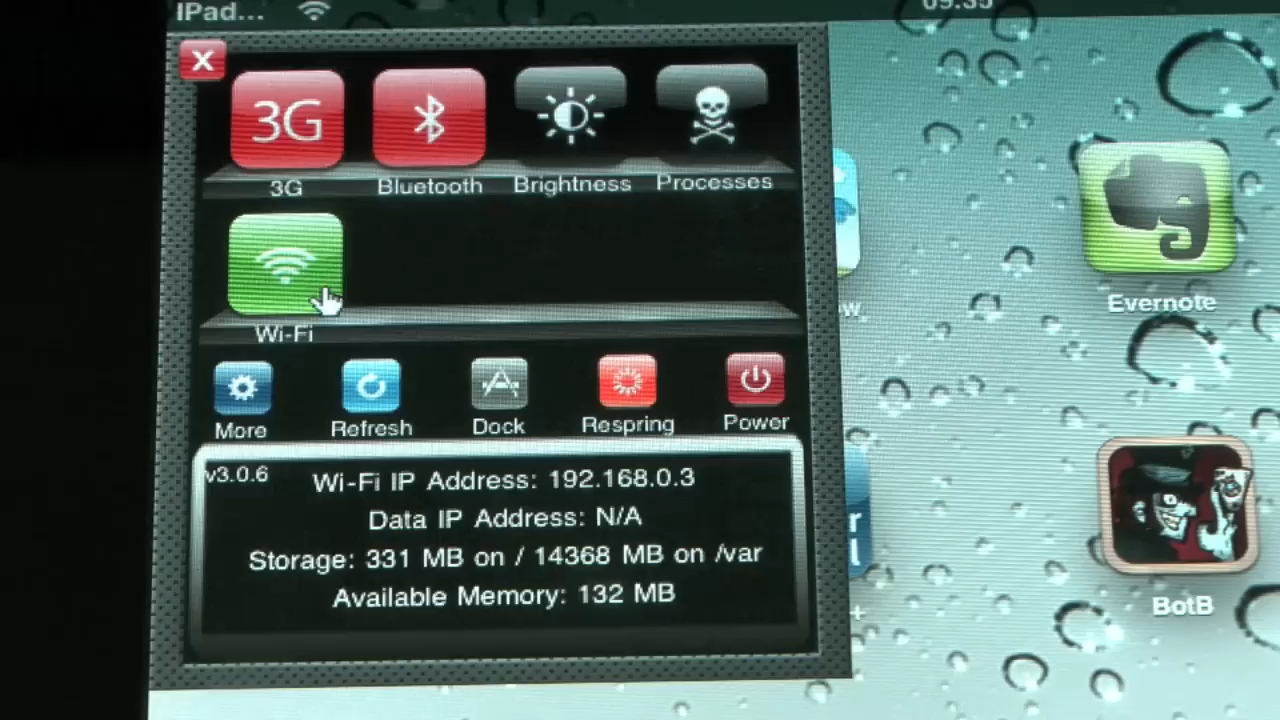 iPad...
09:35
3G
3G
Bluetooth
Brightness
Processes
Wi-Fi
More
Refresh
Dock
Respring
Power
v3.0.6
Wi-Fi IP Address: 192.168.0.3
Data IP Address: N/A
Storage: 331 MB on / 14368 MB on /var
Available Memory: 132 MB
w
Evernote
r
l
+
BotB